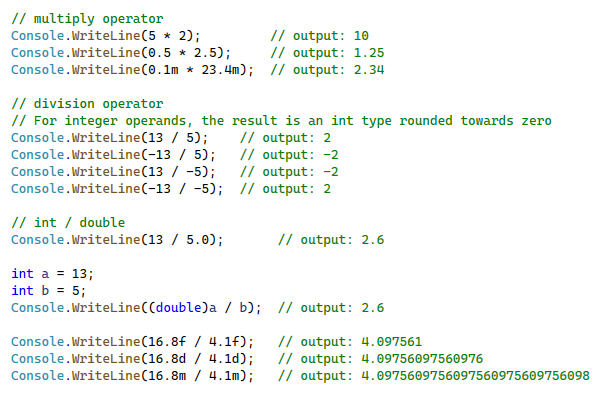 // multiply operator
Console.WriteLine(5 * 2);         // output: 10
Console.WriteLine(0.5 * 2.5);     // output: 1.25
Console.WriteLine(0.1m * 23.4m);  // output: 2.34

// division operator
// For integer operands, the result is an int type rounded towards zero
Console.WriteLine(13 / 5);    // output: 2
Console.WriteLine(-13 / 5);   // output: -2
Console.WriteLine(13 / -5);   // output: -2
Console.WriteLine(-13 / -5);  // output: 2

// int / double
Console.WriteLine(13 / 5.0);       // output: 2.6

int a = 13;
int b = 5;
Console.WriteLine((double)a / b);  // output: 2.6

Console.WriteLine(16.8f / 4.1f);   // output: 4.097561
Console.WriteLine(16.8d / 4.1d);   // output: 4.09756097560976
Console.WriteLine(16.8m / 4.1m);   // output: 4.0975609756097560975609756098